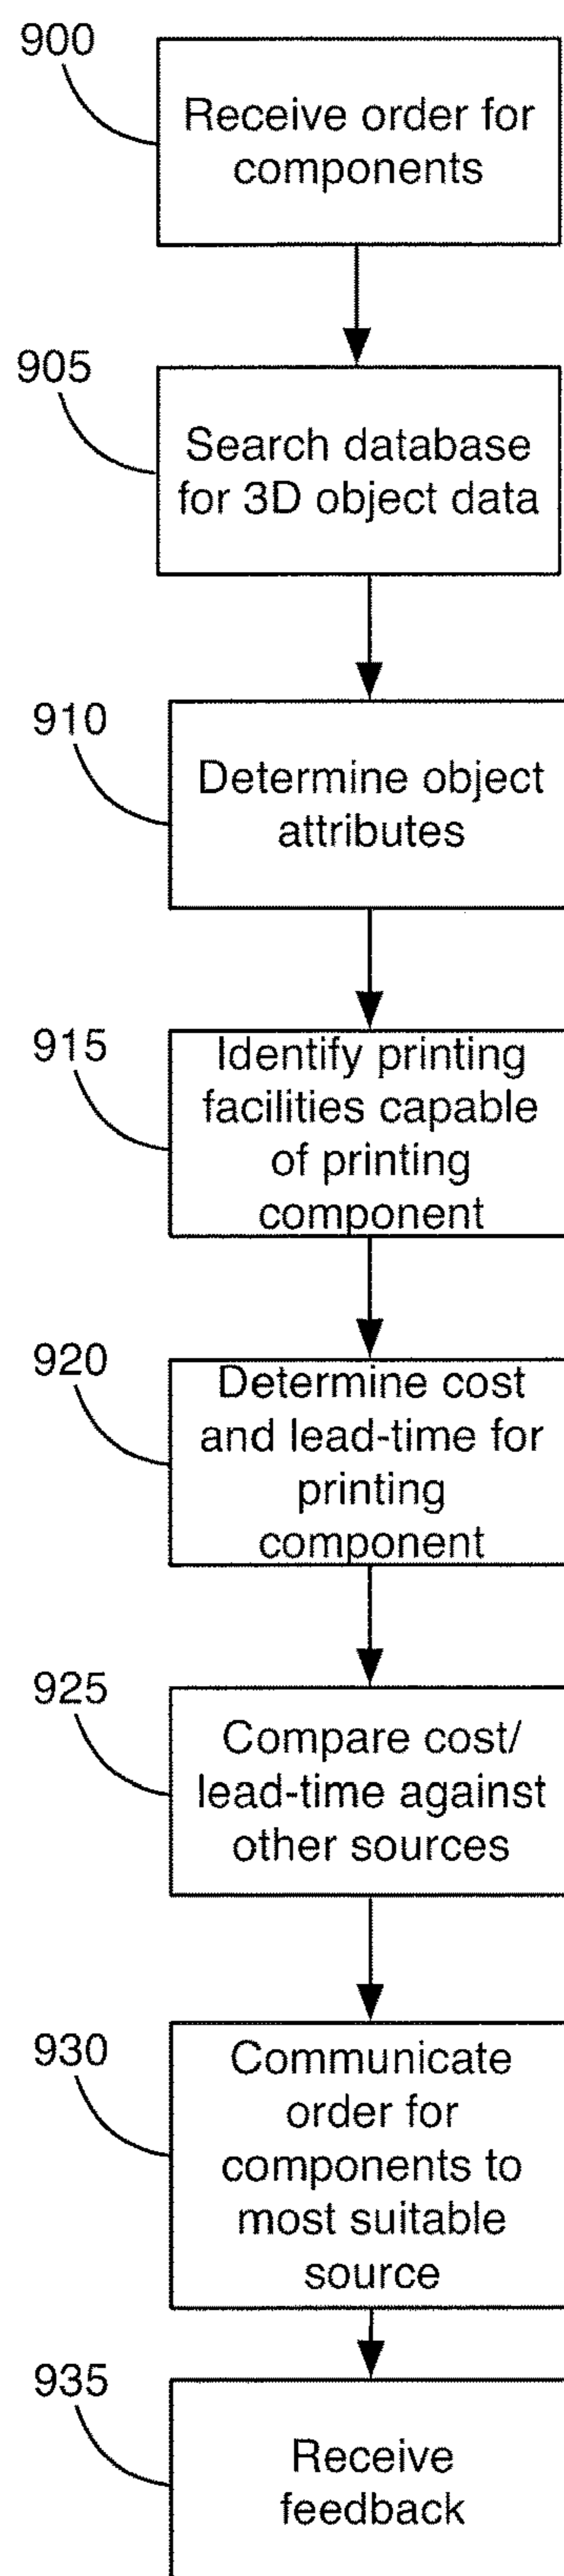 900
Receive order for
components
905
Search database
for 3D object data
910
Determine object
attributes
915
Identify printing
facilities capable
of printing
component
920
Determine cost
and lead-time for
printing
component
925
Compare cost/
lead-time against
other sources
930
Communicate
order for
components to
most suitable
source
935
Receive
feedback